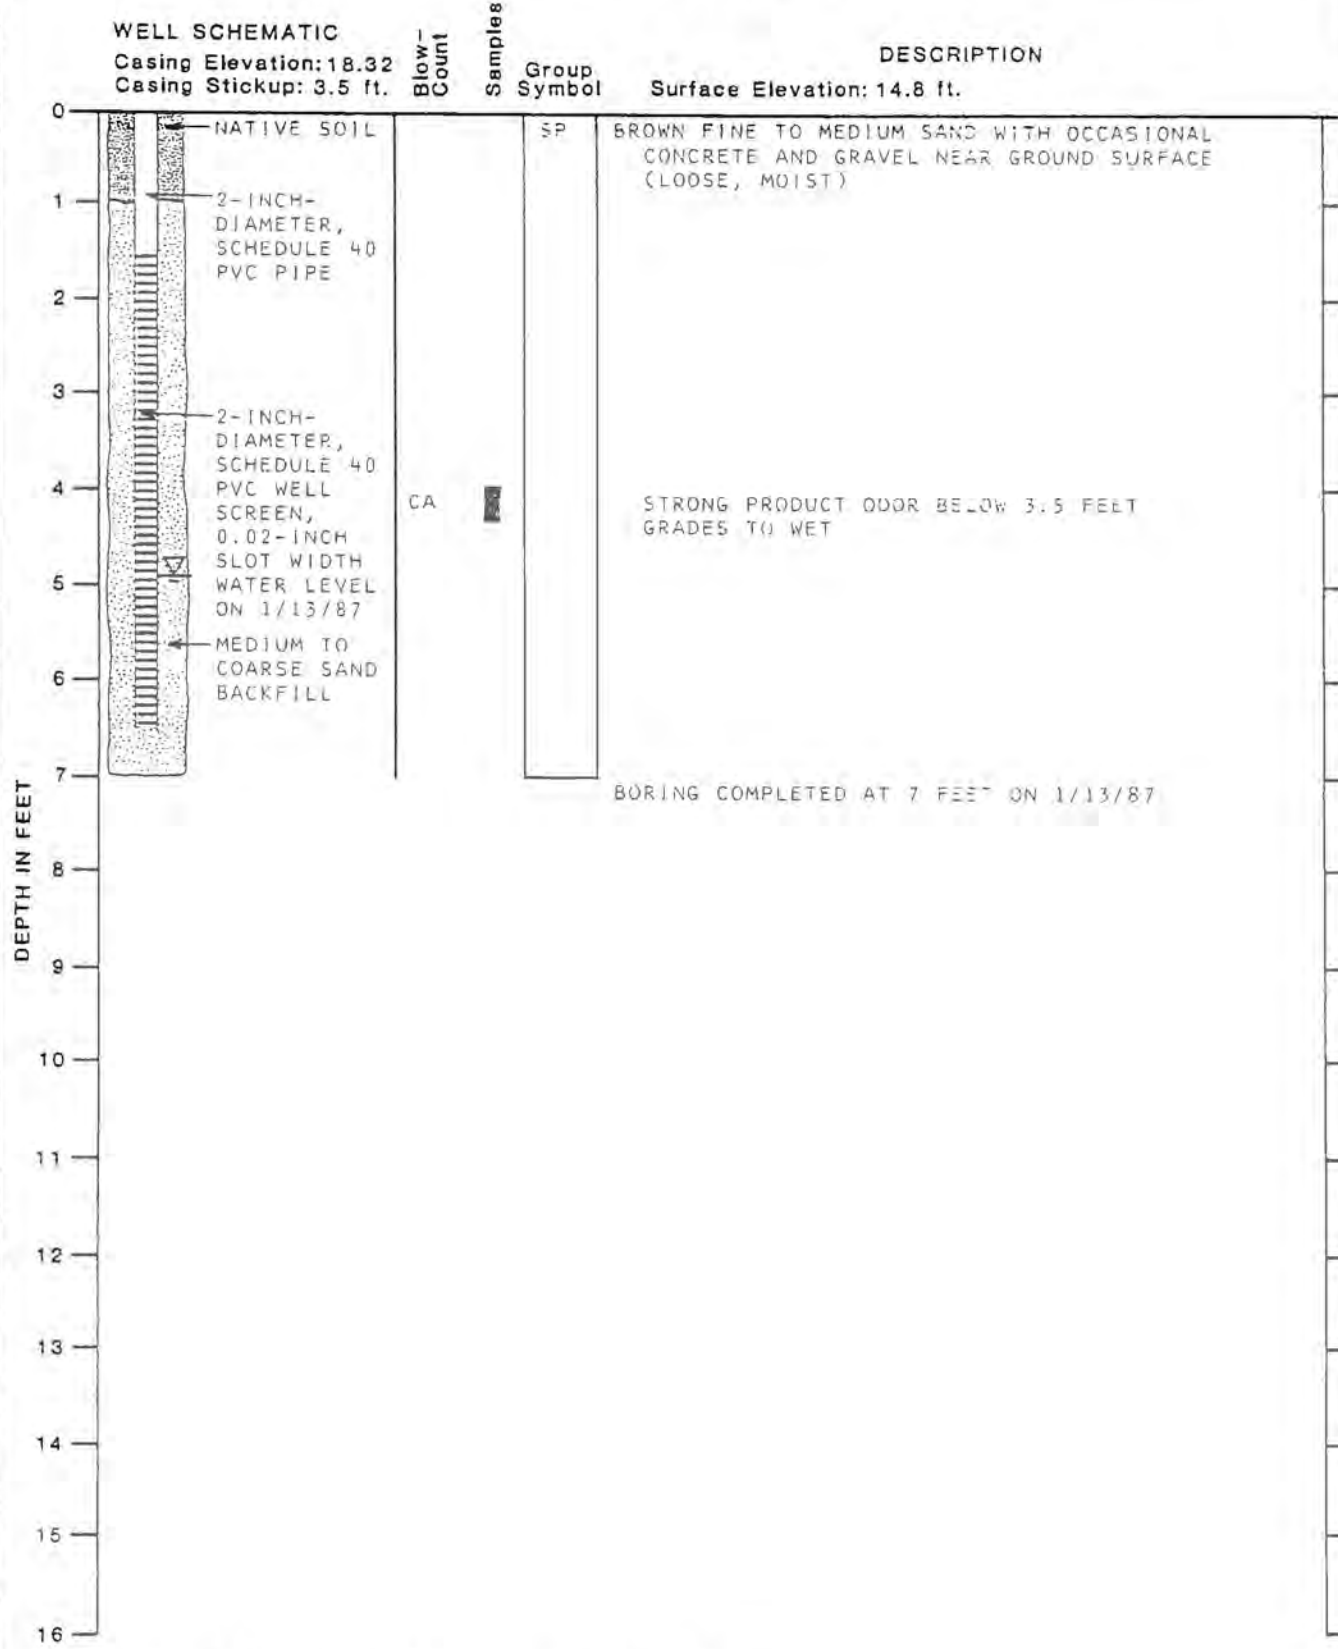 WELL SCHEMATIC
Casing Elevation: 18.32
Casing Stickup: 3.5 ft.
Blow-
Count
Samples
Group
Symbol
DESCRIPTION
Surface Elevation: 14.8 ft.
DEPTH IN FEET
0
1
2
3
4
5
6
7
8
9
10
11
12
13
14
15
16
NATIVE SOIL
2-INCH-
DIAMETER,
SCHEDULE 40
PVC PIPE
2-INCH-
DIAMETER,
SCHEDULE 40
PVC WELL
SCREEN,
0.02-INCH
SLOT WIDTH
WATER LEVEL
ON 1/13/87
MEDIUM TO
COARSE SAND
BACKFILL
CA
SP
BROWN FINE TO MEDIUM SAND WITH OCCASIONAL
CONCRETE AND GRAVEL NEAR GROUND SURFACE
(LOOSE, MOIST)
STRONG PRODUCT ODOR BELOW 3.5 FEET
GRADES TO WET
BORING COMPLETED AT 7 FEET ON 1/13/87